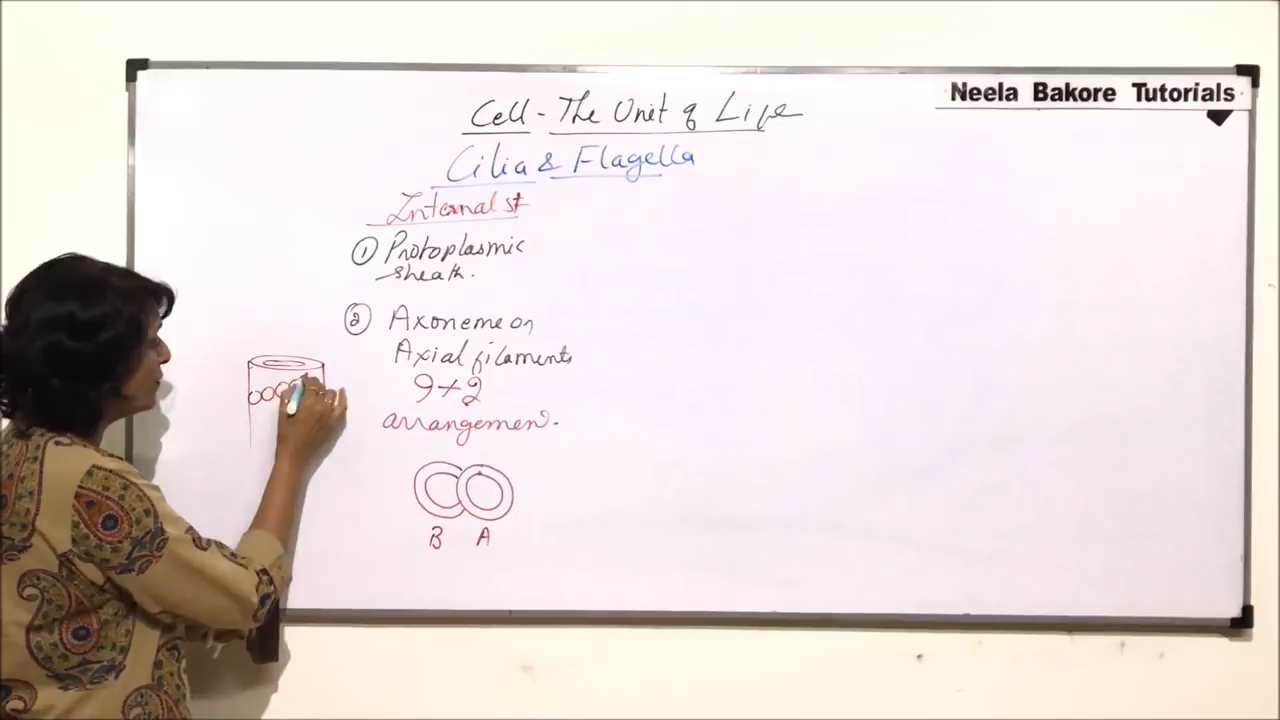 Neela Bakore Tutorials
Cell - The Unit of Life
Cilia & Flagella
Internal st
① Protoplasmic
sheath.
② Axoneme or
Axial filaments
9+2
arrangement.
B A